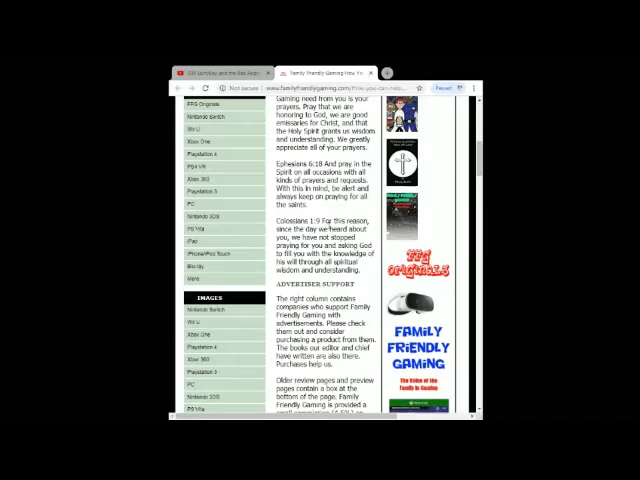 Family Friendly Gaming How Yo
Not secure
www.familyfriendlygaming.com/How-you-can-help
Paused
FFG Originals
Nintendo Switch
Wii U
Xbox One
Playstation 4
PS4 VR
Xbox 360
Playstation 3
PC
Nintendo 3DS
PS Vita
iPad
iPhone/iPod Touch
Blu-ray
More
IMAGES
Nintendo Switch
Wii U
Xbox One
Playstation 4
Xbox 360
Playstation 3
PC
Nintendo 3DS
PS Vita
Gaming need from you is your
prayers. Pray that we are
honoring to God, we are good
emissaries for Christ, and that
the Holy Spirit grants us wisdom
and understanding. We greatly
appreciate all of your prayers.
Ephesians 6:18 And pray in the
Spirit on all occasions with all
kinds of prayers and requests.
With this in mind, be alert and
always keep on praying for all
the saints.
Colossians 1:9 For this reason,
since the day we heard about
you, we have not stopped
praying for you and asking God
to fill you with the knowledge of
his will through all spiritual
wisdom and understanding.
ADVERTISER SUPPORT
The right column contains
companies who support Family
Friendly Gaming with
advertisements. Please check
them out and consider
purchasing a product from them.
The books our editor and chief
have written are also there.
Purchases help us.
Older review pages and preview
pages contain a box at the
bottom of the page. Family
Friendly Gaming is provided a
FFG
ORIGINALS
FAMILY
FRIENDLY
GAMING
The Voice of the
Family in Gaming